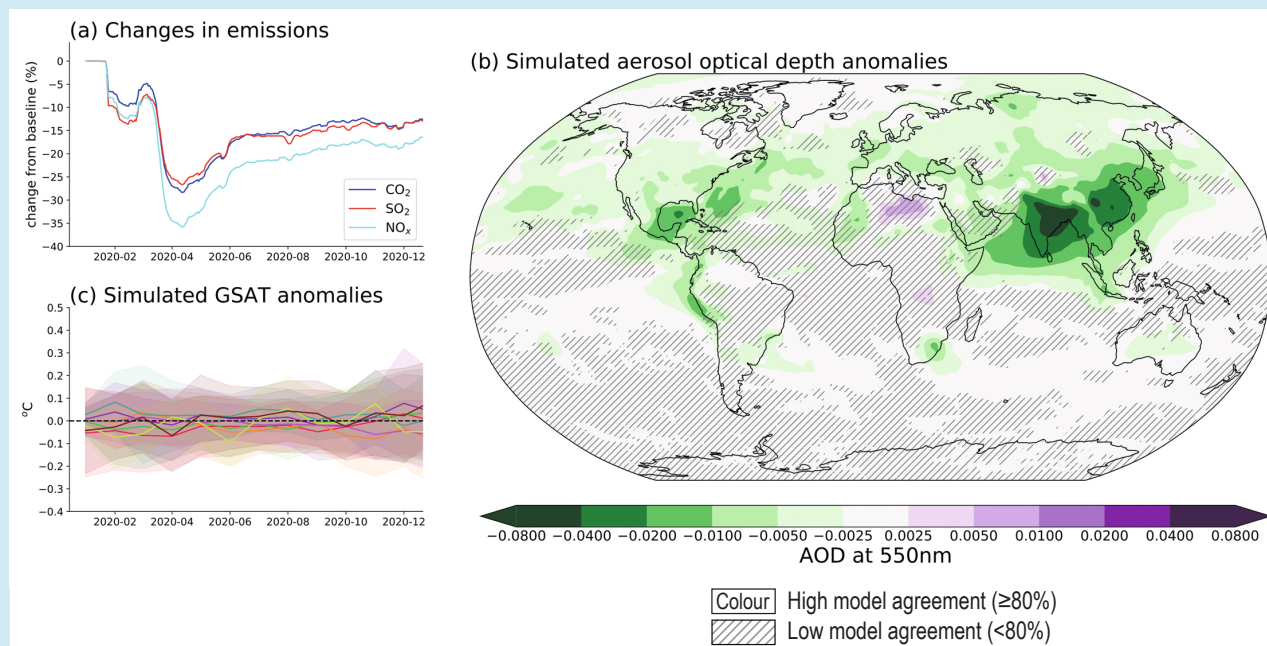 (a) Changes in emissions
change from baseline (%)
0
−5
−10
−15
−20
−25
−30
−35
−40
CO₂
SO₂
NOₓ
2020-02 2020-04 2020-06 2020-08 2020-10 2020-12
(b) Simulated aerosol optical depth anomalies
(c) Simulated GSAT anomalies
°C
0.5
0.4
0.3
0.2
0.1
0.0
−0.1
−0.2
−0.3
−0.4
2020-02 2020-04 2020-06 2020-08 2020-10 2020-12
−0.0800 −0.0400 −0.0200 −0.0100 −0.0050 −0.0025 0.0025 0.0050 0.0100 0.0200 0.0400 0.0800
AOD at 550nm
Colour High model agreement (≥80%)
Low model agreement (<80%)